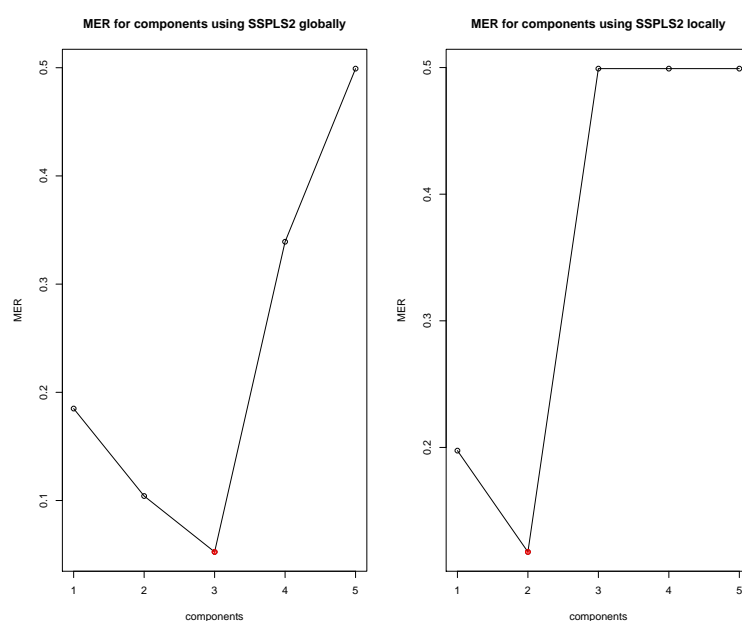 MER for components using SSPLS2 globally
0.5
0.4
0.3
0.2
0.1
MER
1 2 3 4 5
components
MER for components using SSPLS2 locally
0.5
0.4
0.3
0.2
MER
1 2 3 4 5
components